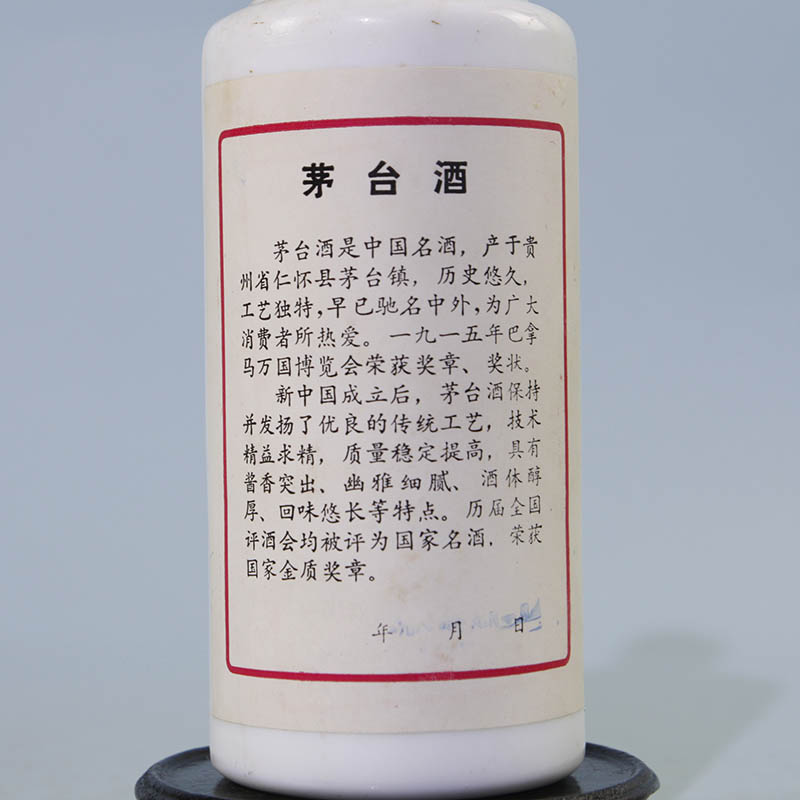 茅台酒
茅台酒是中国名酒，产于贵
州省仁怀县茅台镇，历史悠久，
工艺独特，早已驰名中外，为广大
消费者所热爱。一九一五年巴拿
马万国博览会荣获奖章、奖状。
新中国成立后，茅台酒保持
并发扬了优良的传统工艺，技术
精益求精，质量稳定提高，具有
酱香突出、幽雅细腻、酒体醇
厚、回味悠长等特点。历届全国
评酒会均被评为国家名酒，荣获
国家金质奖章。
年 月 日